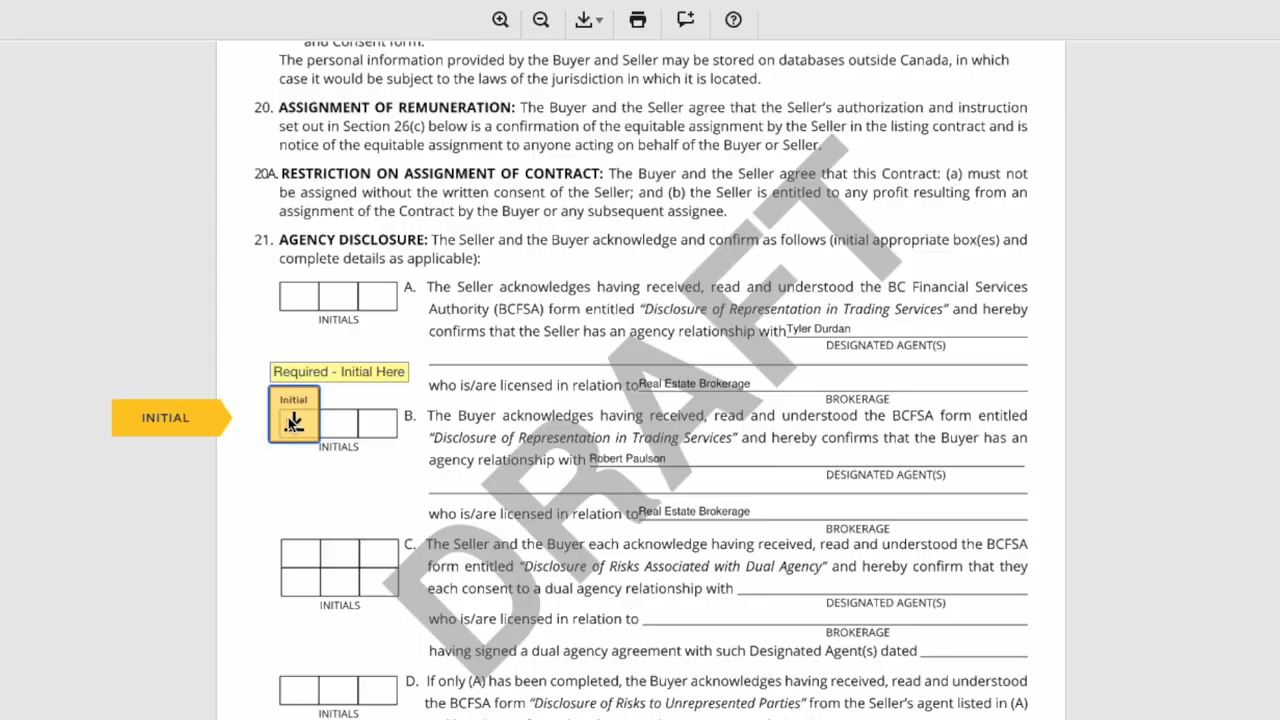 and Consent form.
The personal information provided by the Buyer and Seller may be stored on databases outside Canada, in which
case it would be subject to the laws of the jurisdiction in which it is located.
20. ASSIGNMENT OF REMUNERATION: The Buyer and the Seller agree that the Seller's authorization and instruction
set out in Section 26(c) below is a confirmation of the equitable assignment by the Seller in the listing contract and is
notice of the equitable assignment to anyone acting on behalf of the Buyer or Seller.
20A. RESTRICTION ON ASSIGNMENT OF CONTRACT: The Buyer and the Seller agree that this Contract: (a) must not
be assigned without the written consent of the Seller; and (b) the Seller is entitled to any profit resulting from an
assignment of the Contract by the Buyer or any subsequent assignee.
21. AGENCY DISCLOSURE: The Seller and the Buyer acknowledge and confirm as follows (initial appropriate box(es) and
complete details as applicable):
A. The Seller acknowledges having received, read and understood the BC Financial Services
Authority (BCFSA) form entitled “Disclosure of Representation in Trading Services” and hereby
INITIALS
confirms that the Seller has an agency relationship with Tyler Durdan
DESIGNATED AGENT(S)
Required - Initial Here
who is/are licensed in relation to Real Estate Brokerage
BROKERAGE
Initial
INITIAL
B. The Buyer acknowledges having received, read and understood the BCFSA form entitled
“Disclosure of Representation in Trading Services” and hereby confirms that the Buyer has an
INITIALS
agency relationship with Robert Paulson
DESIGNATED AGENT(S)
who is/are licensed in relation to Real Estate Brokerage
BROKERAGE
C. The Seller and the Buyer each acknowledge having received, read and understood the BCFSA
form entitled “Disclosure of Risks Associated with Dual Agency” and hereby confirm that they
each consent to a dual agency relationship with
INITIALS
DESIGNATED AGENT(S)
who is/are licensed in relation to
BROKERAGE
having signed a dual agency agreement with such Designated Agent(s) dated
D. If only (A) has been completed, the Buyer acknowledges having received, read and understood
the BCFSA form “Disclosure of Risks to Unrepresented Parties” from the Seller's agent listed in (A)
INITIALS
DRAFT